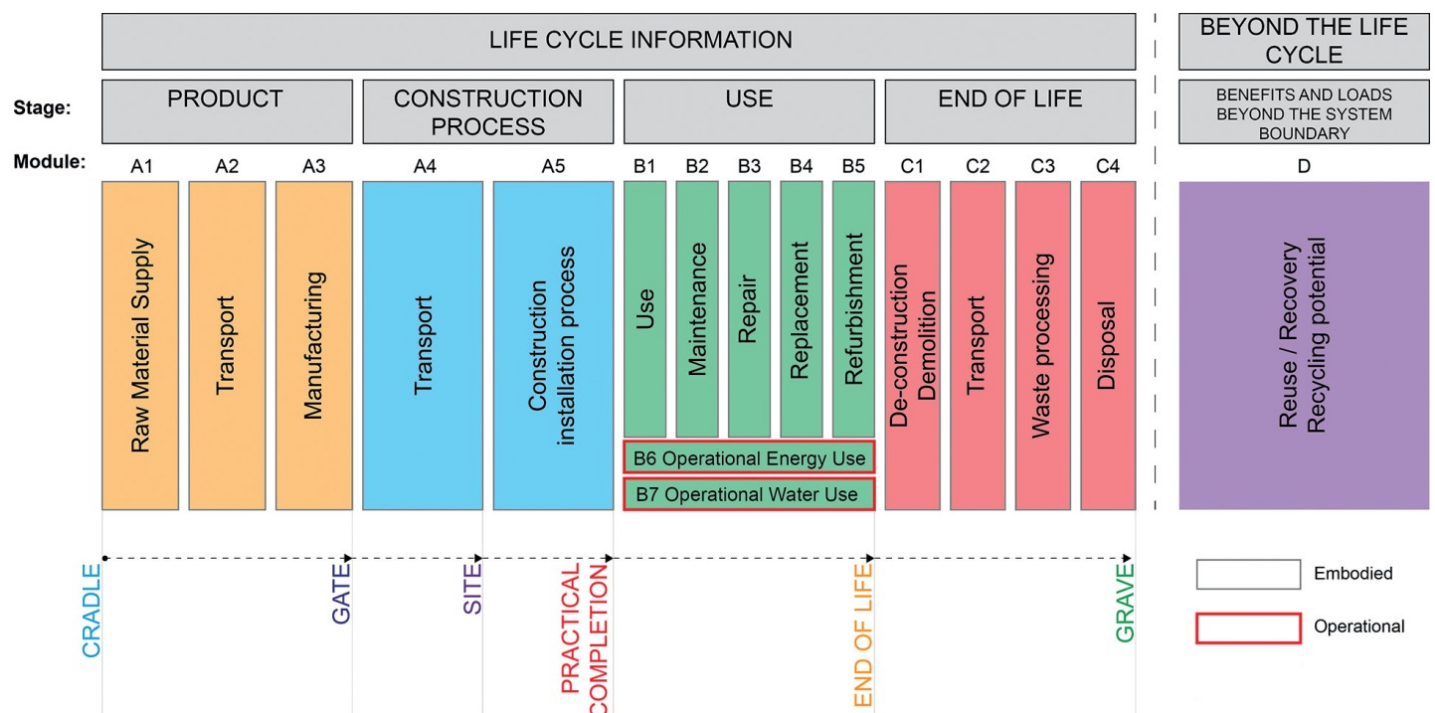 LIFE CYCLE INFORMATION
BEYOND THE LIFE
CYCLE
Stage:
PRODUCT
CONSTRUCTION
PROCESS
USE
END OF LIFE
BENEFITS AND LOADS
BEYOND THE SYSTEM
BOUNDARY
Module:
A1
A2
A3
A4
A5
B1
B2
B3
B4
B5
C1
C2
C3
C4
D
Raw Material Supply
Transport
Manufacturing
Transport
Construction
installation process
Use
Maintenance
Repair
Replacement
Refurbishment
B6 Operational Energy Use
B7 Operational Water Use
De-construction
Demolition
Transport
Waste processing
Disposal
Reuse / Recovery
Recycling potential
CRADLE
GATE
SITE
PRACTICAL
COMPLETION
END OF LIFE
GRAVE
Embodied
Operational